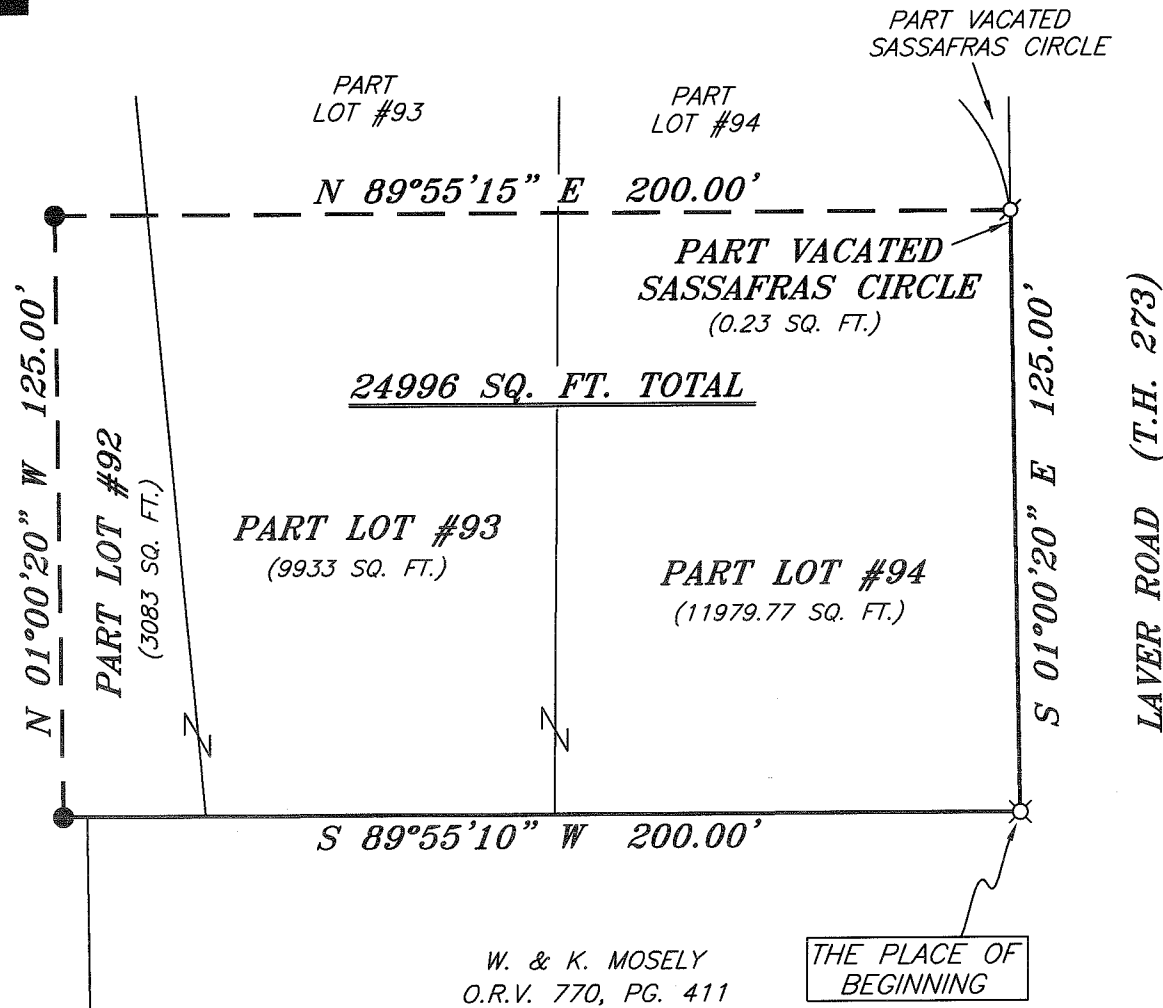 PART VACATED
SASSAFRAS CIRCLE
PART
LOT #93
PART
LOT #94
N 89°55'15" E 200.00'
PART VACATED
SASSAFRAS CIRCLE
(0.23 SQ. FT.)
24996 SQ. FT. TOTAL
N 01°00'20" W 125.00'
PART LOT #92
(3083 SQ. FT.)
PART LOT #93
(9933 SQ. FT.)
PART LOT #94
(11979.77 SQ. FT.)
S 01°00'20" E 125.00'
LAVER ROAD (T.H. 273)
S 89°55'10" W 200.00'
W. & K. MOSELY
O.R.V. 770, PG. 411
THE PLACE OF
BEGINNING